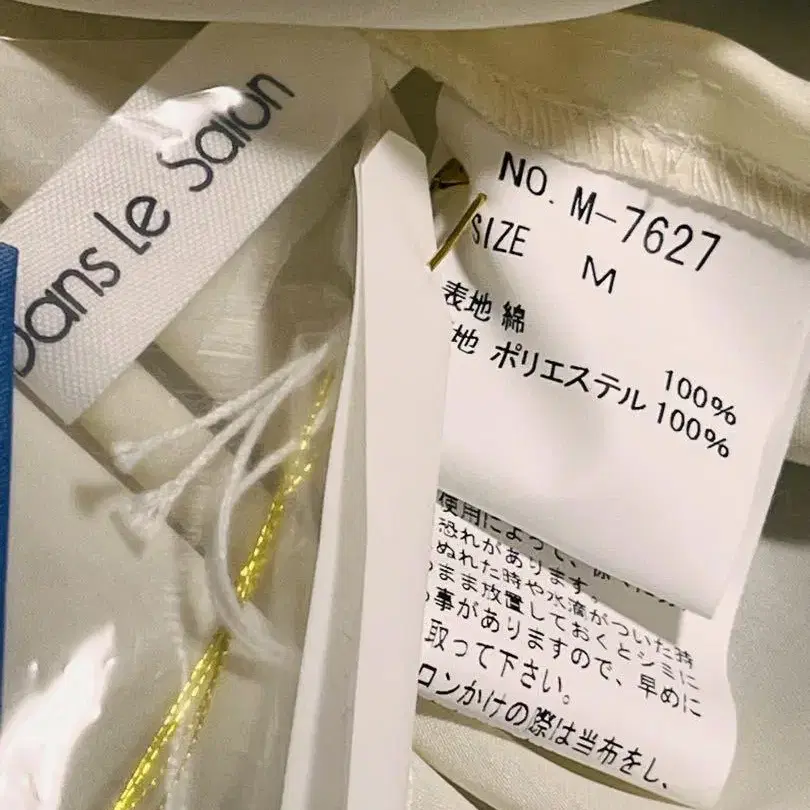 Dans Le Salon
NO. M-7627
SIZE M
表地 綿 100%
地 ポリエステル 100%
使用によって、
恐れがあります。
ぬれた時や水滴がついた時
まま放置しておくとシミに
事がありますので、早めに
取って下さい。
ロンかけの際は当布をし、